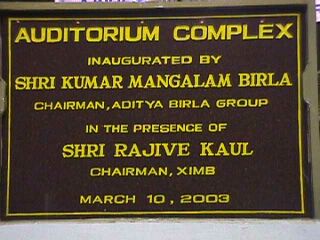 AUDITORIUM COMPLEX
INAUGURATED BY
SHRI KUMAR MANGALAM BIRLA
CHAIRMAN, ADITYA BIRLA GROUP
IN THE PRESENCE OF
SHRI RAJIVE KAUL
CHAIRMAN, XIMB
MARCH 10, 2003